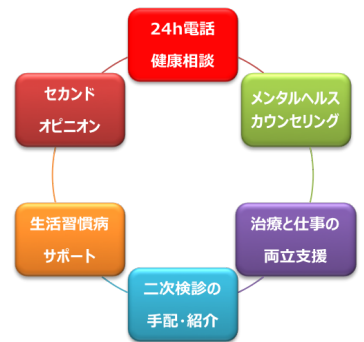 24h電話
健康相談
メンタルヘルス
カウンセリング
治療と仕事の
両立支援
二次検診の
手配・紹介
生活習慣病
サポート
セカンド
オピニオン